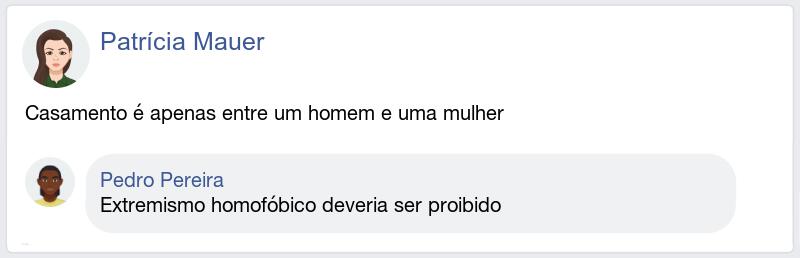 Patrícia Mauer
Casamento é apenas entre um homem e uma mulher
Pedro Pereira
Extremismo homofóbico deveria ser proibido